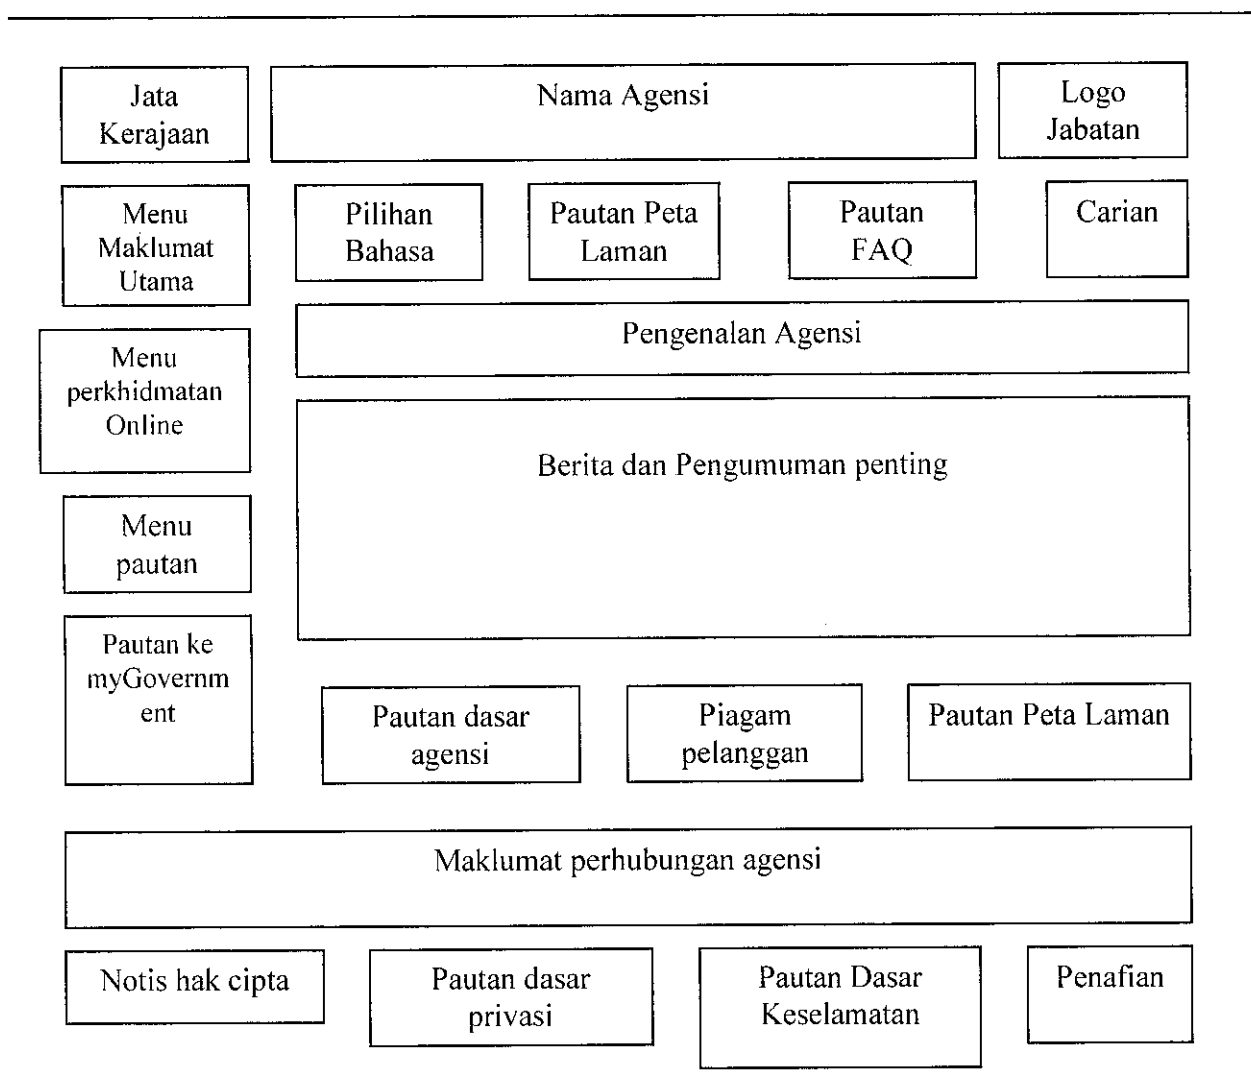 Jata
Kerajaan
Nama Agensi
Logo
Jabatan
Menu
Maklumat
Utama
Pilihan
Bahasa
Pautan Peta
Laman
Pautan
FAQ
Carian
Pengenalan Agensi
Menu
perkhidmatan
Online
Berita dan Pengumuman penting
Menu
pautan
Pautan ke
myGovernm
ent
Pautan dasar
agensi
Piagam
pelanggan
Pautan Peta Laman
Maklumat perhubungan agensi
Notis hak cipta
Pautan dasar
privasi
Pautan Dasar
Keselamatan
Penafian